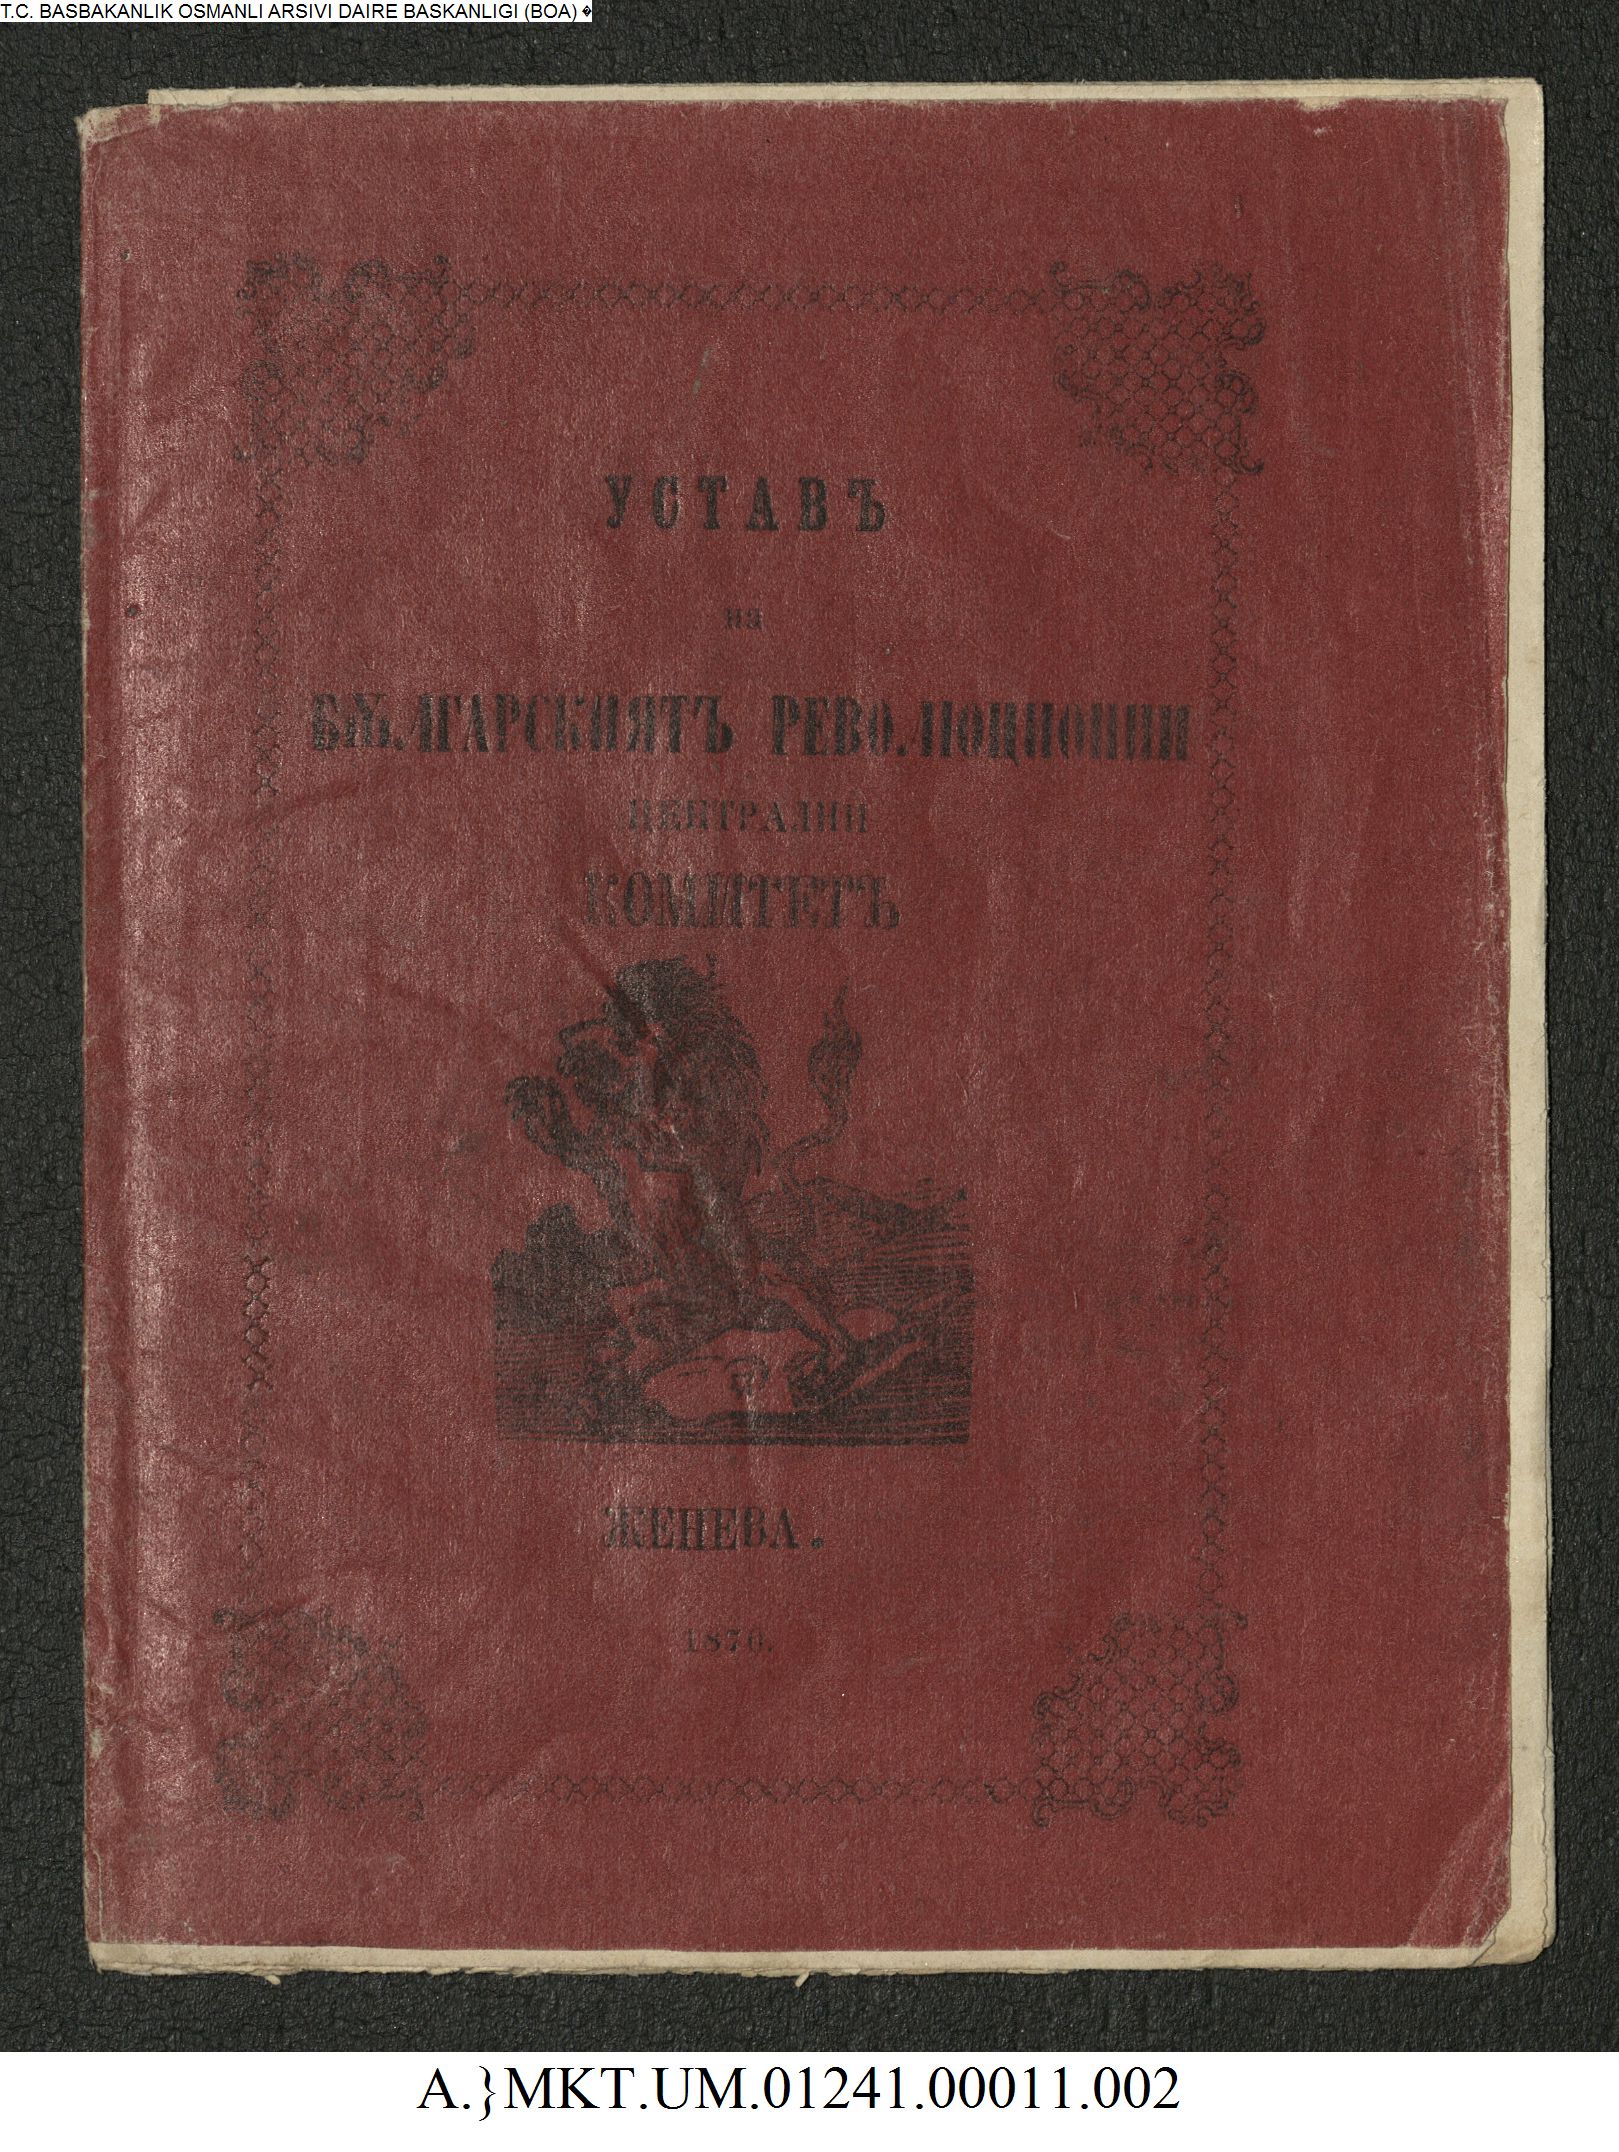 T.C. BASBAKANLIK OSMANLI ARSIVI DAIRE BASKANLIGI (BOA) �
УСТАВЪ
на
БѪЛГАРСКИЯТЪ РЕВОЛЮЦИОННИ
ЦЕНТРАЛНИ
КОМИТЕТЪ
ЖЕНЕВА.
1870.
A.}MKT.UM.01241.00011.002